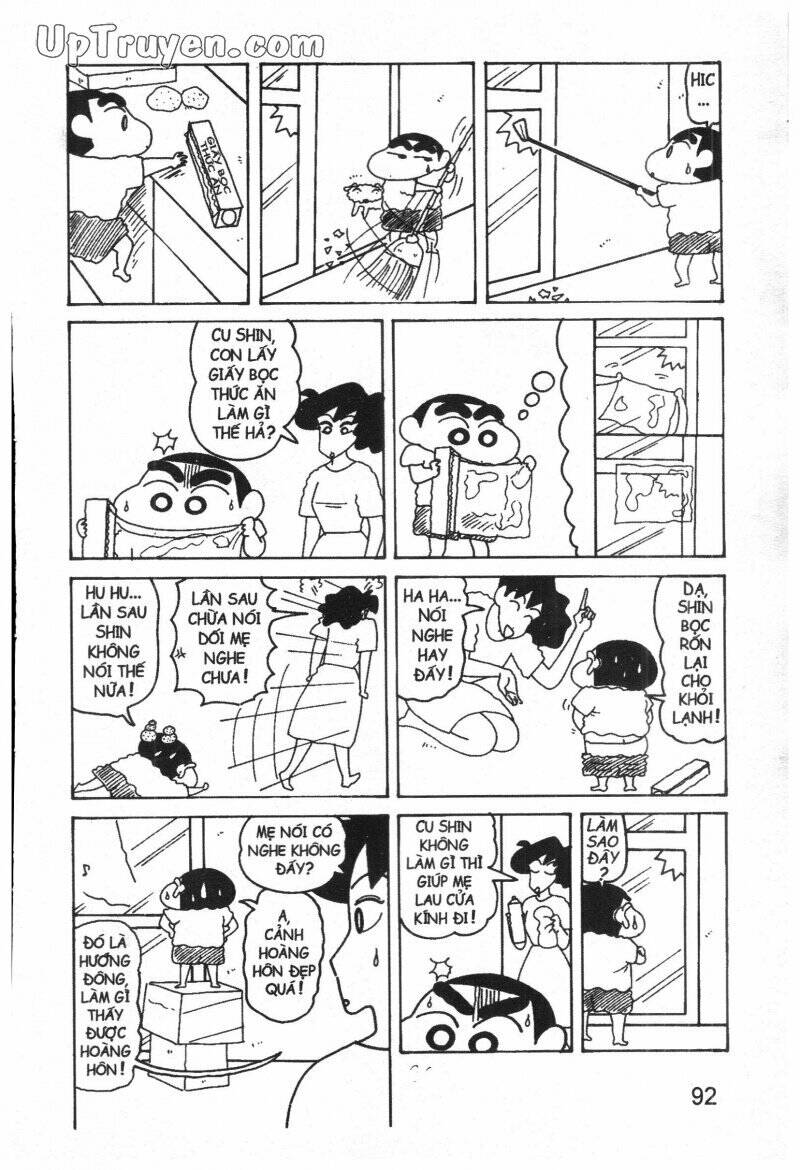 UpTruyen.com
HIC
...
GIẤY BỌC
THỨC ĂN
CU SHIN,
CON LẤY
GIẤY BỌC
THỨC ĂN
LÀM GÌ
THẾ HẢ?
DẠ,
SHIN
BỌC
RỐN
LẠI
CHO
KHỎI
LẠNH!
HA HA...
NÓI
NGHE
HAY
ĐẤY!
LẦN SAU
CHỪA NÓI
DỐI MẸ
NGHE
CHƯA!
HU HU...
LẦN SAU
SHIN
KHÔNG
NÓI THẾ
NỮA!
LÀM
SAO
ĐÂY
?
CU SHIN
KHÔNG
LÀM GÌ THÌ
GIÚP MẸ
LAU CỬA
KÍNH ĐI!
MẸ NÓI CÓ
NGHE KHÔNG
ĐẤY?
A,
CẢNH
HOÀNG
HÔN ĐẸP
QUÁ!
ĐÓ LÀ
HƯỚNG
ĐÔNG,
LÀM GÌ
THẤY
ĐƯỢC
HOÀNG
HÔN!
92